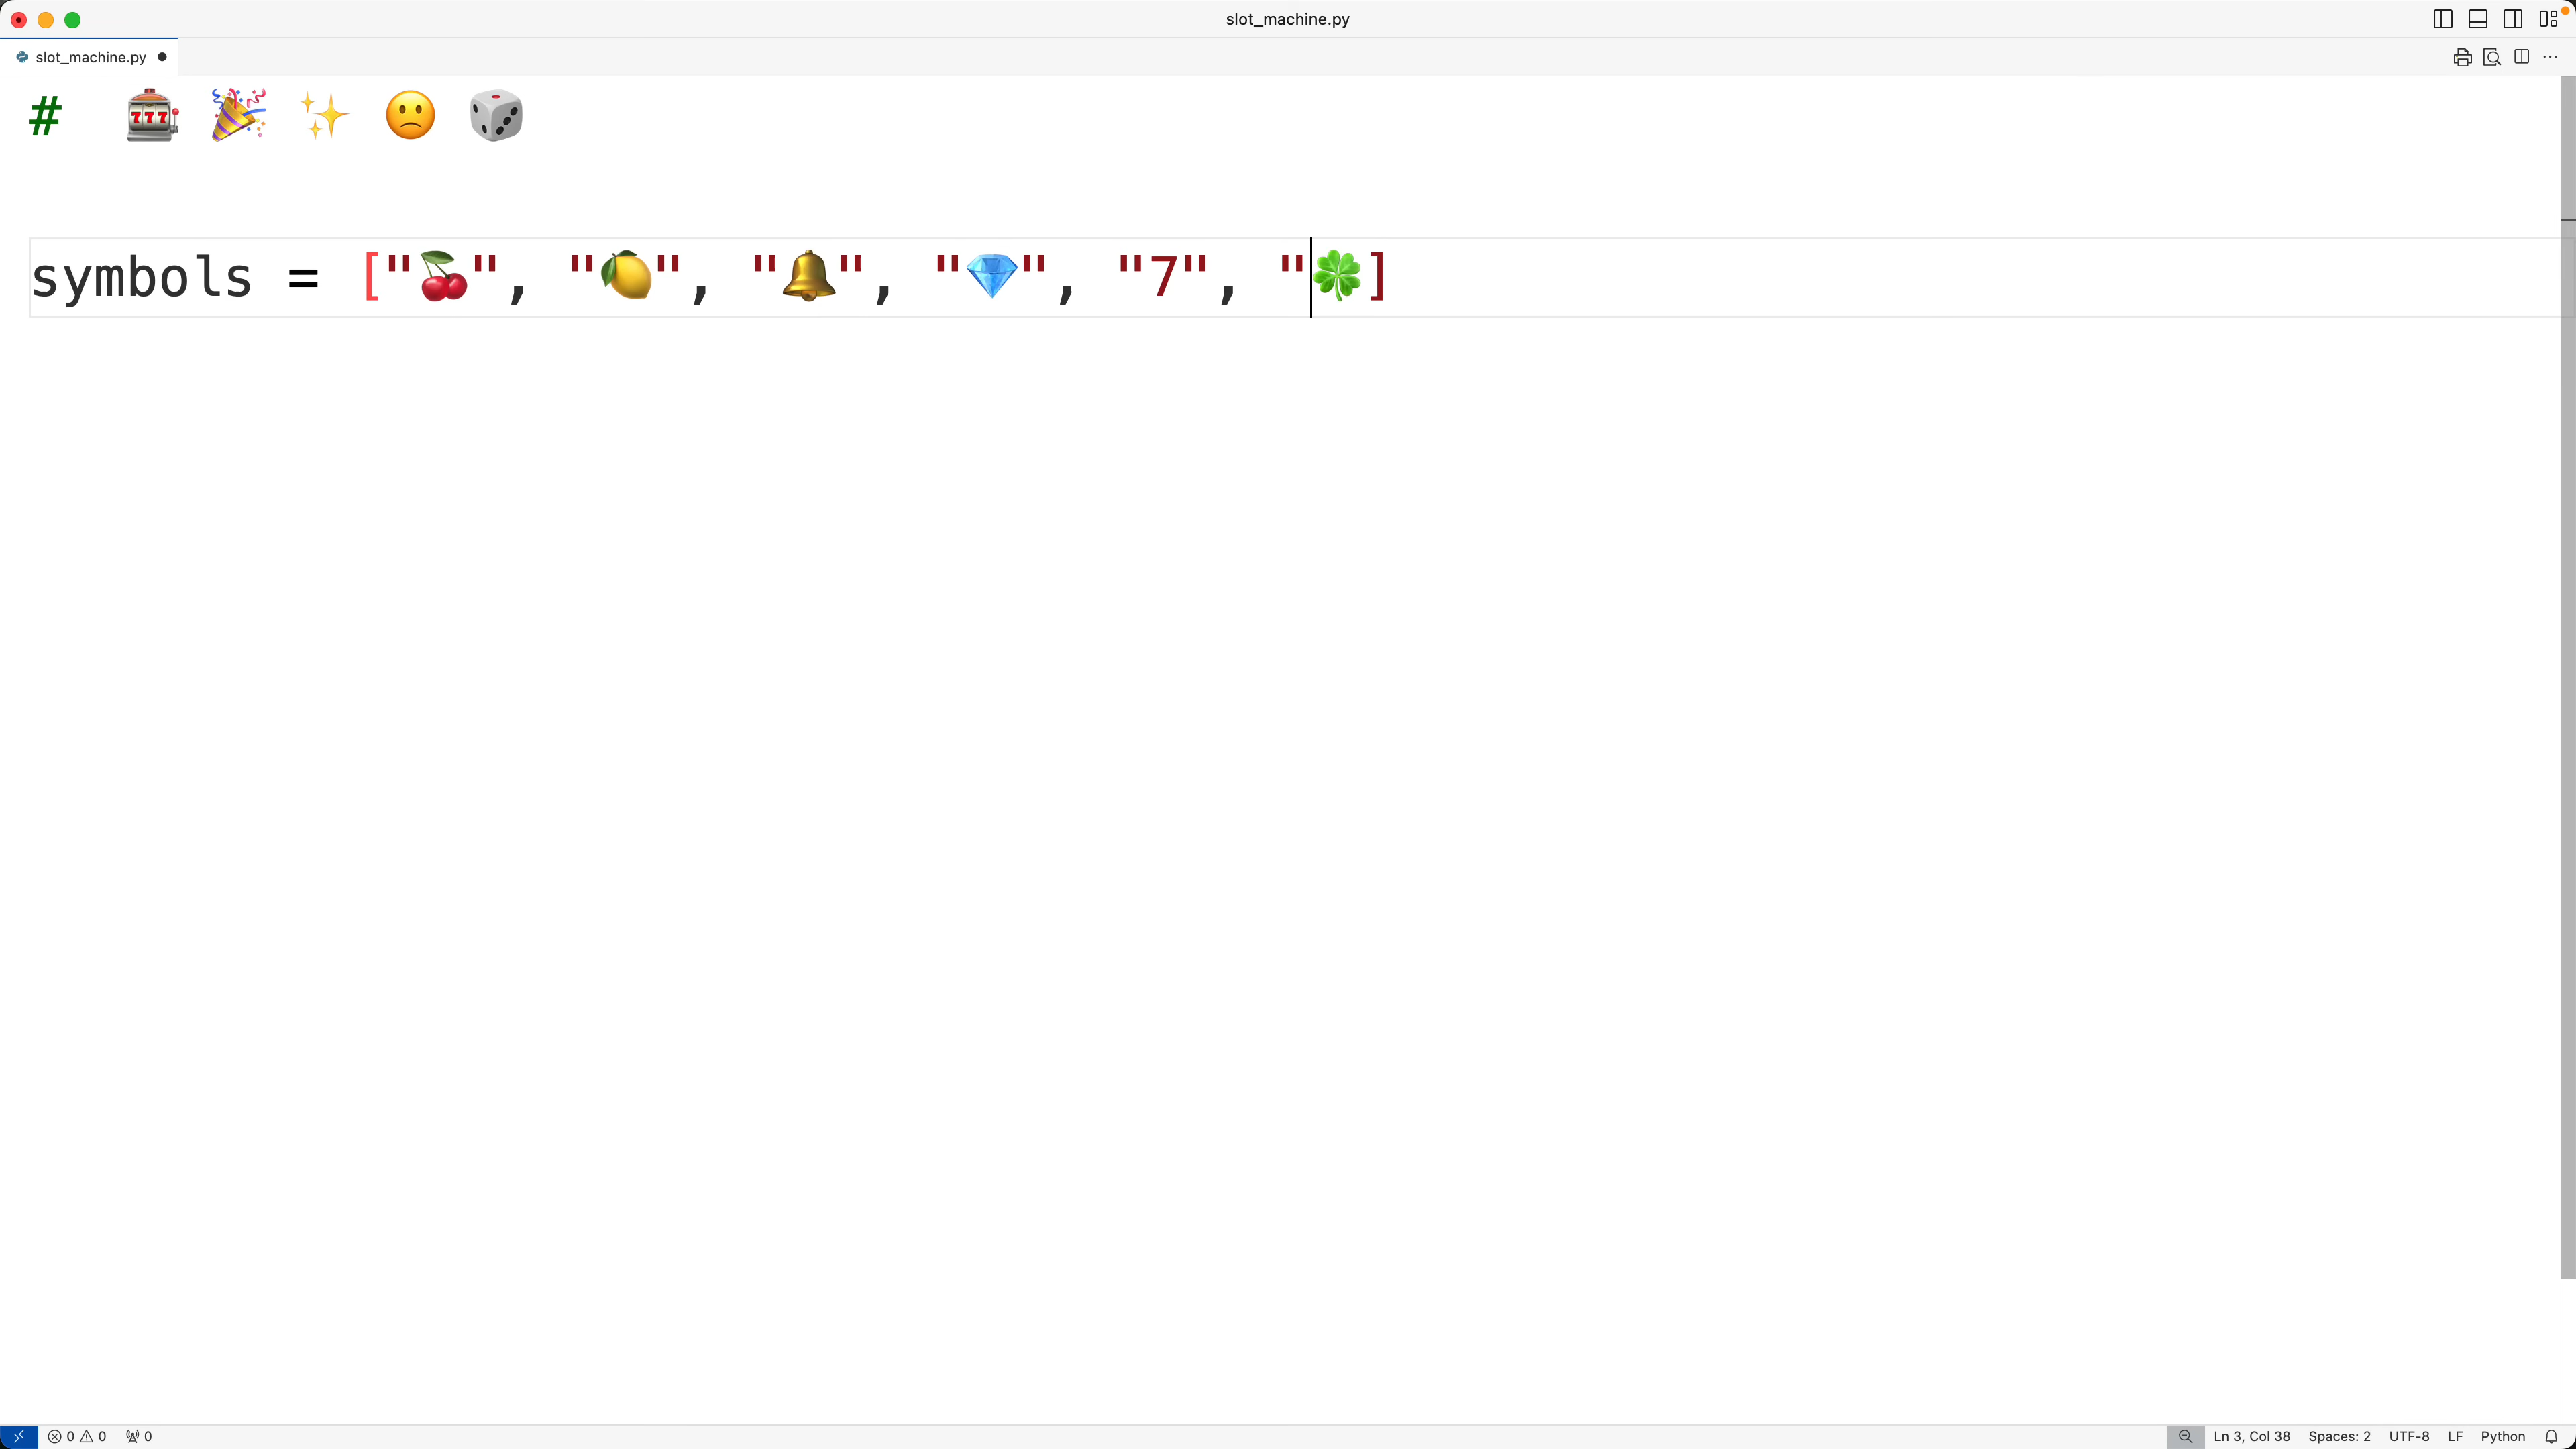 slot_machine.py
slot_machine.py
# 🎰 🎉 ✨ 🙁 🎲
symbols = ["🍒", "🍋", "🔔", "💎", "7", "🍀]
0 0 0 Ln 3, Col 38 Spaces: 2 UTF-8 LF Python